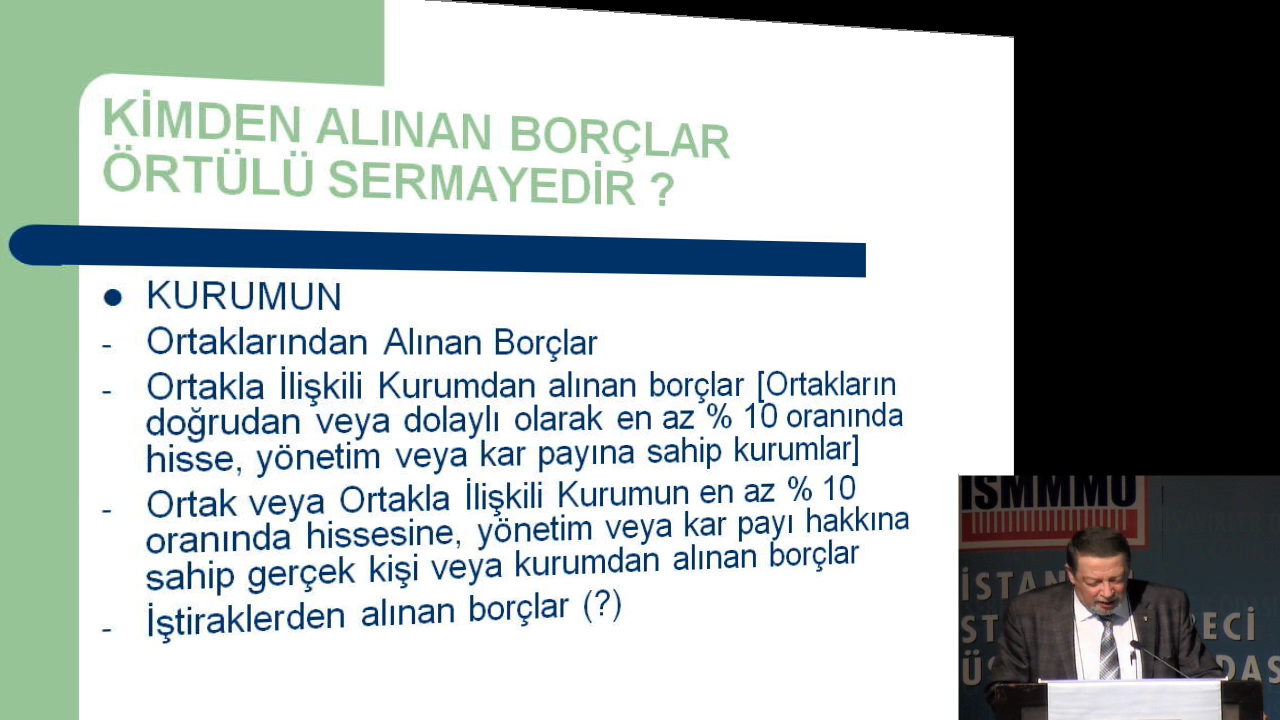 KİMDEN ALINAN BORÇLAR
ÖRTÜLÜ SERMAYEDİR ?
● KURUMUN
- Ortaklarından Alınan Borçlar
- Ortakla İlişkili Kurumdan alınan borçlar [Ortakların
doğrudan veya dolaylı olarak en az % 10 oranında
hisse, yönetim veya kar payına sahip kurumlar]
- Ortak veya Ortakla İlişkili Kurumun en az % 10
oranında hissesine, yönetim veya kar payı hakkına
sahip gerçek kişi veya kurumdan alınan borçlar
- İştiraklerden alınan borçlar (?)
ISMMMO